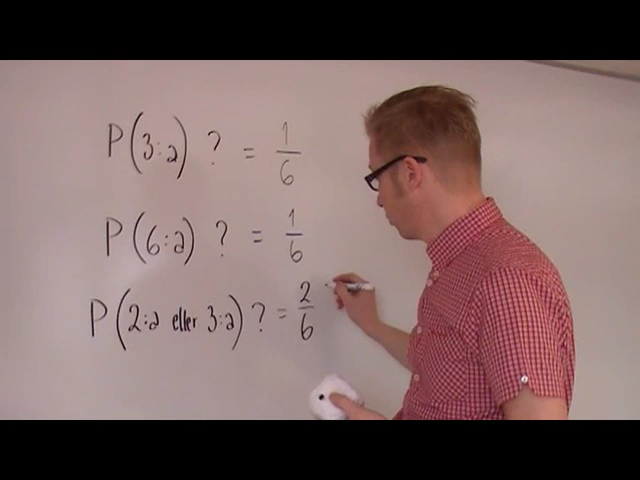 P(3:a) ? = 1/6
P(6:a) ? = 1/6
P(2:a eller 3:a) ? = 2/6